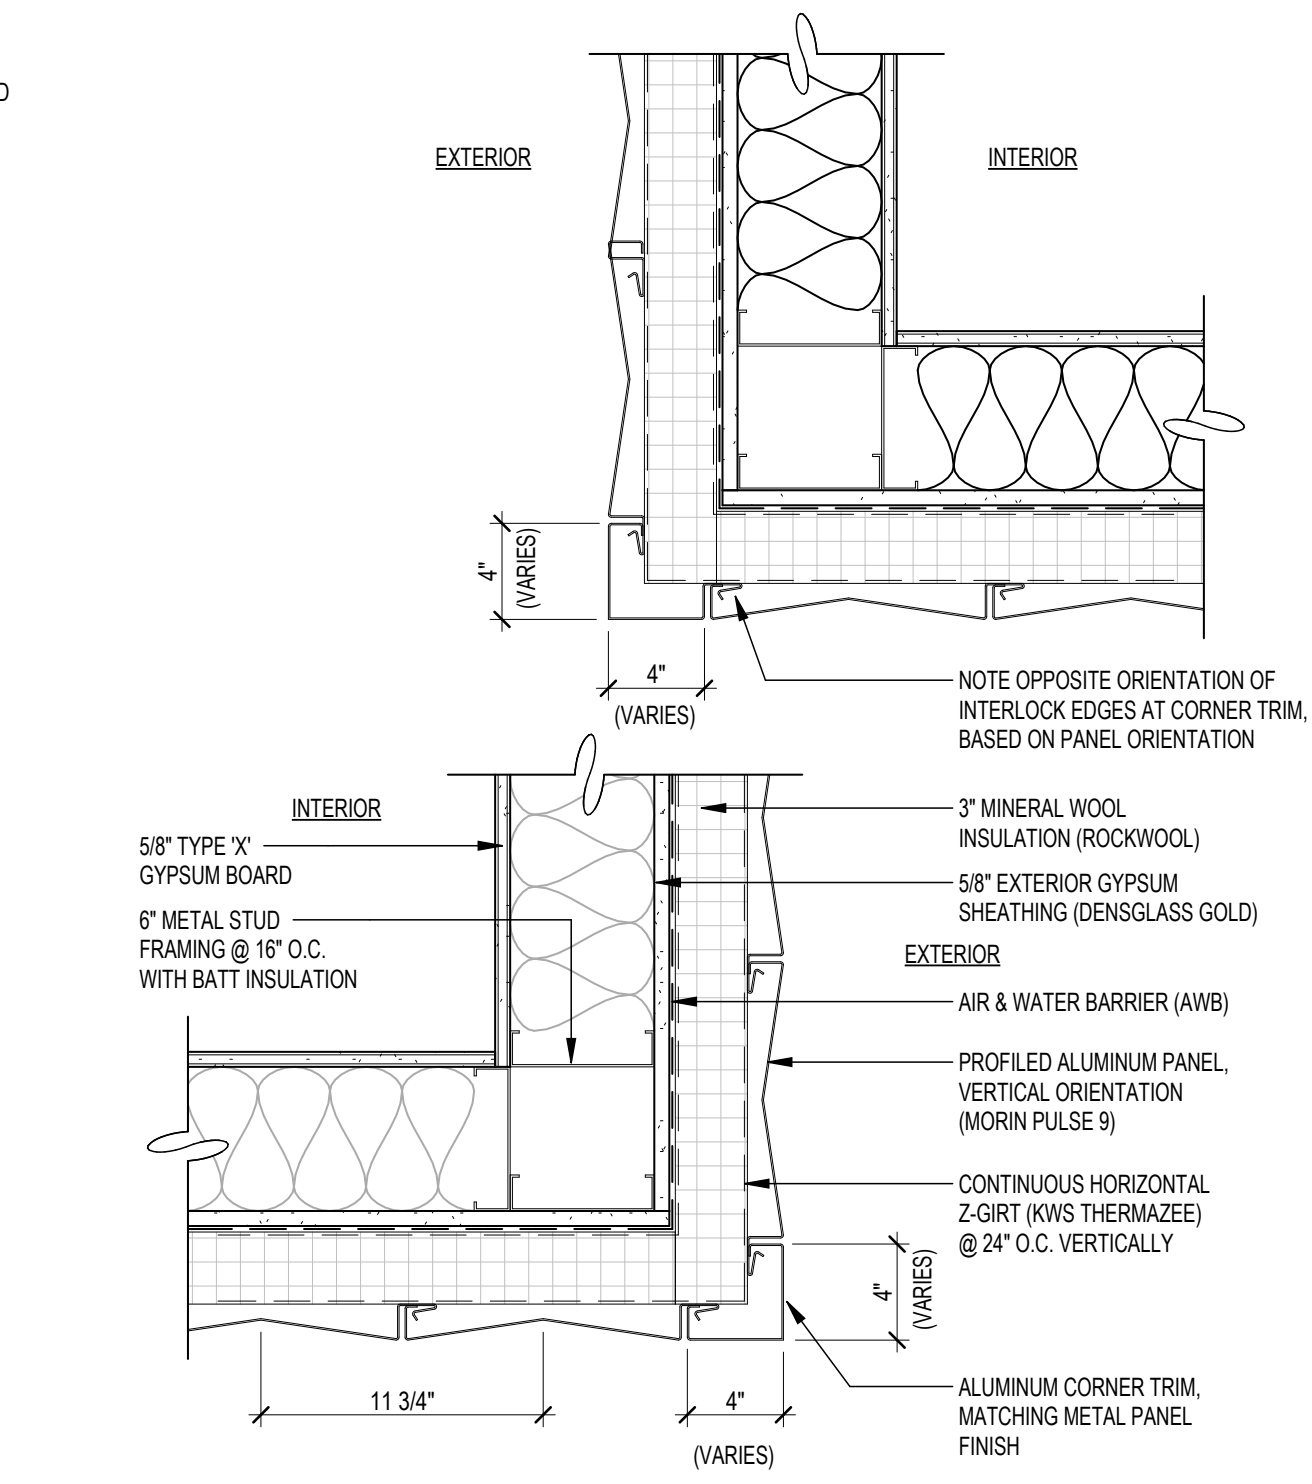 D
EXTERIOR
INTERIOR
4"
(VARIES)
4"
(VARIES)
NOTE OPPOSITE ORIENTATION OF
INTERLOCK EDGES AT CORNER TRIM,
BASED ON PANEL ORIENTATION
INTERIOR
5/8" TYPE 'X'
GYPSUM BOARD
6" METAL STUD
FRAMING @ 16" O.C.
WITH BATT INSULATION
3" MINERAL WOOL
INSULATION (ROCKWOOL)
5/8" EXTERIOR GYPSUM
SHEATHING (DENSGLASS GOLD)
EXTERIOR
AIR & WATER BARRIER (AWB)
PROFILED ALUMINUM PANEL,
VERTICAL ORIENTATION
(MORIN PULSE 9)
CONTINUOUS HORIZONTAL
Z-GIRT (KWS THERMAZEE)
@ 24" O.C. VERTICALLY
4"
(VARIES)
11 3/4"
4"
(VARIES)
ALUMINUM CORNER TRIM,
MATCHING METAL PANEL
FINISH